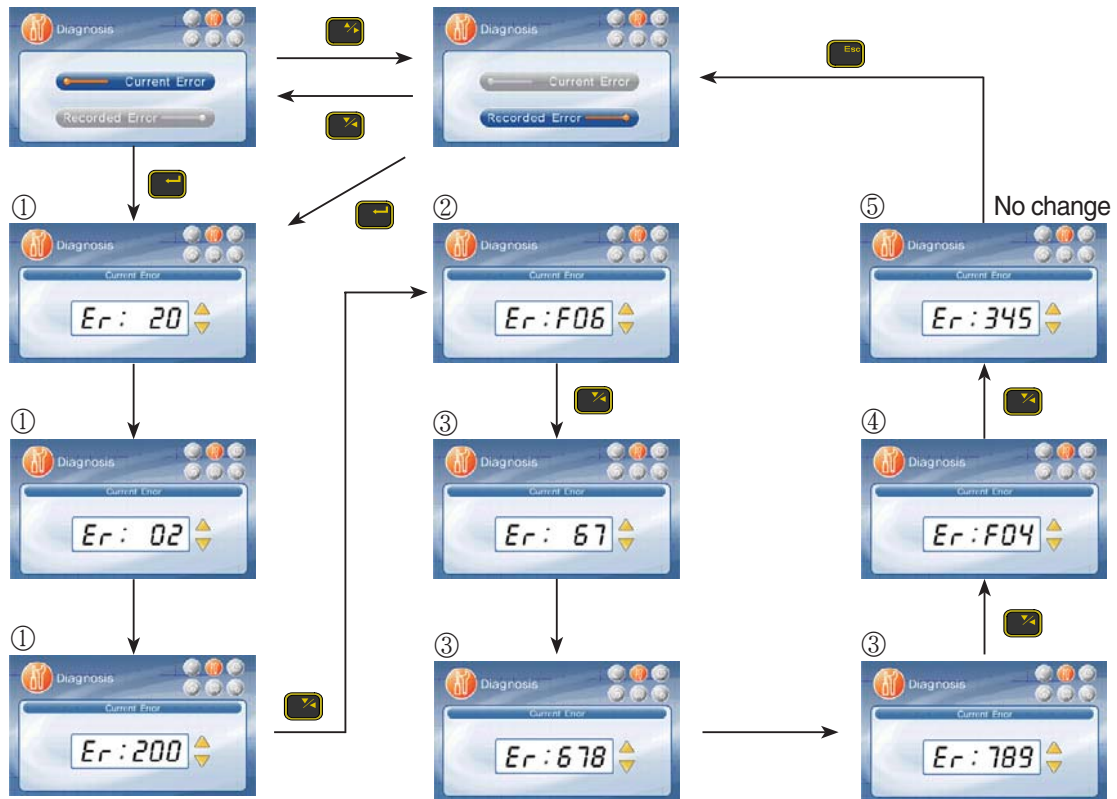 Diagnosis
Current Error
Recorded Error
Diagnosis
Current Error
Recorded Error
Esc
①
Diagnosis
Current Error
Er: 20
②
Diagnosis
Current Error
Er:F06
⑤
No change
Diagnosis
Current Error
Er:345
①
Diagnosis
Current Error
Er: 02
③
Diagnosis
Current Error
Er: 67
④
Diagnosis
Current Error
Er:F04
①
Diagnosis
Current Error
Er:200
③
Diagnosis
Current Error
Er:678
③
Diagnosis
Current Error
Er:789